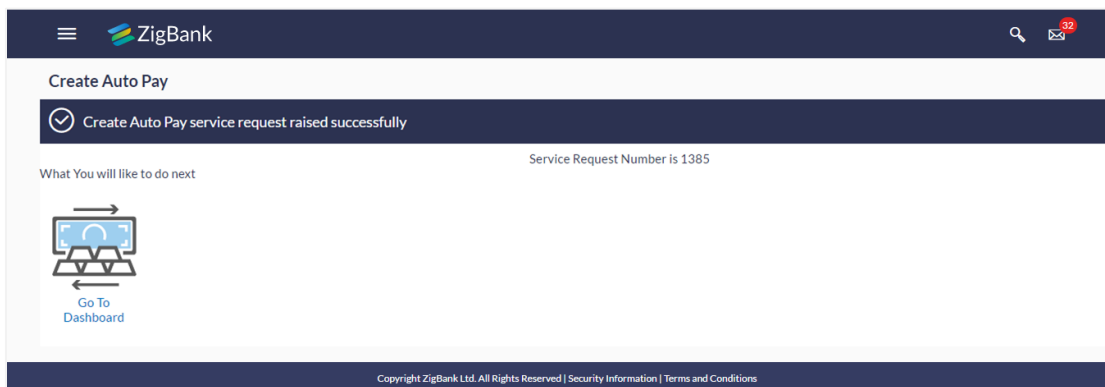 ZigBank
32
Create Auto Pay
Create Auto Pay service request raised successfully
Service Request Number is 1385
What You will like to do next
Go To
Dashboard
Copyright ZigBank Ltd. All Rights Reserved | Security Information | Terms and Conditions